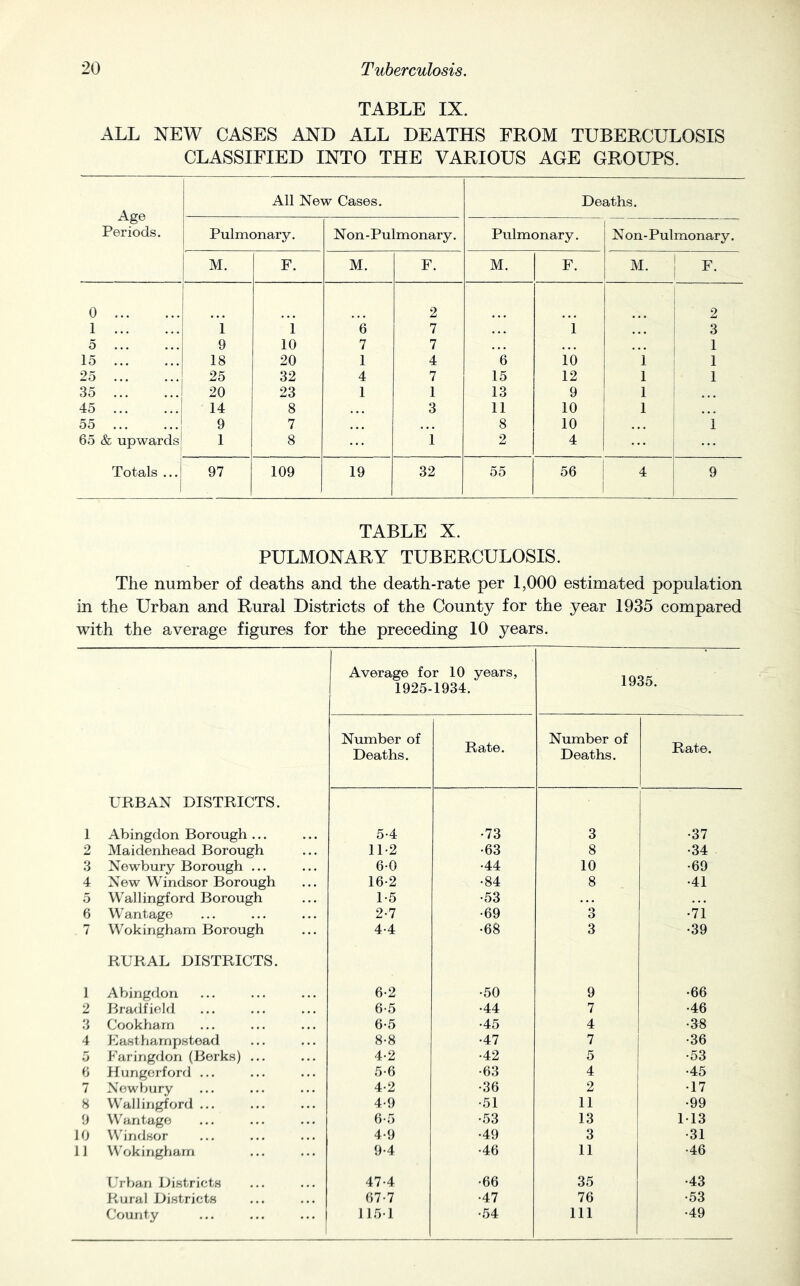 20 Tuberculosis.
TABLE IX.
ALL NEW CASES AND ALL DEATHS FROM TUBERCULOSIS
CLASSIFIED INTO THE VARIOUS AGE GROUPS.
Age Periods. All New Cases. Deaths.
Pulmonary. Non-Pulmonary. Pulmonary. Non-Pulmonary.
M. F. M. F. M. F. M. F.
0 ... ... ... ... ... 2 ... ... ... 2
1 ... ... 1 1 6 7 ... 1 ... 3
5 ... ... 9 10 7 7 ... ... ... 1
15 ... ... 18 20 1 4 6 10 1 1
25 ... ... 25 32 4 7 15 12 1 1
35 ... ... 20 23 1 1 13 9 1 ...
45 ... ... 14 8 ... 3 11 10 1 ...
55 ... ... 9 7 ... ... 8 10 ... 1
65 & upwards 1 8 ... 1 2 4 ... ...
Totals ... 97 109 19 32 55 56 4 9
TABLE X.
PULMONARY TUBERCULOSIS.
The number of deaths and the death-rate per 1,000 estimated population
in the Urban and Rural Districts of the County for the year 1935 compared
with the average figures for the preceding 10 years.
Average for 10 years, 1925-1934. 1935.
Number of Deaths. Rate. Number of Deaths. Rate.
URBAN DISTRICTS.
1 Abingdon Borough ... ... 5·4 ·73 3 ·37
2 Maidenhead Borough ... 11·2 ·63 8 ·34
3 Newbury Borough ... ... 6·0 ·44 10 ·69
4 New Windsor Borough ... 16·2 ·84 8 ·41
5 Wallingford Borough ... 1·5 ·53 ... ...
6 Wantage ... ... ... 2·7 ·69 3 ·71
7 Wokingham Borough ... 4·4 ·68 3 ·39
RURAL DISTRICTS.
1 Abingdon ... ... ... 6·2 ·50 9 ·66
2 Bradfield ... ... ... 6·5 ·44 7 ·46
3 Cookham ... ... ... 6·5 ·45 4 ·38
4 Easthampstead ... ... 8·8 ·47 7 ·36
5 Faringdon (Berks) ... ... 4·2 ·42 5 ·53
6 Hungerford ... ... ... 5·6 ·63 4 ·45
7 Newbury ... ... ... 4·2 ·36 2 ·17
8 Wallingford ... ... ... 4·9 ·51 11 ·99
9 Wantage ... ... ... 6·5 ·53 13 1·13
10 Windsor ... ... ... 4·9 ·49 3 ·31
11 Wokingham ... ... 9·4 ·46 11 ·46
Urban Districts ... ... 47·4 ·66 35 ·43
Rural Districts ... ... 67·7 ·47 76 ·53
County ... ... ... 115·1 ·54 111 ·49